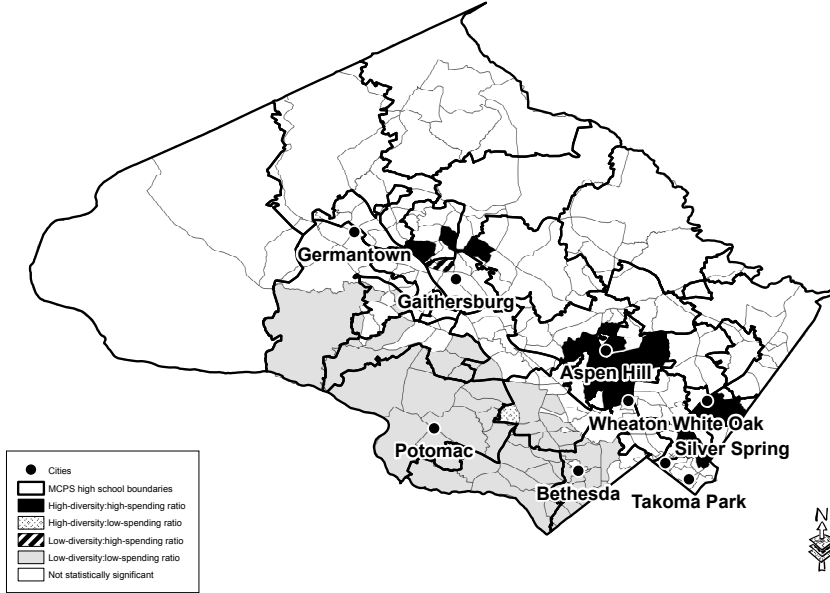 Germantown
Gaithersburg
Aspen Hill
Wheaton White Oak
Potomac
Silver Spring
Bethesda
Takoma Park
Cities
MCPS high school boundaries
High-diversity:high-spending ratio
High-diversity:low-spending ratio
Low-diversity:high-spending ratio
Low-diversity:low-spending ratio
Not statistically significant
N